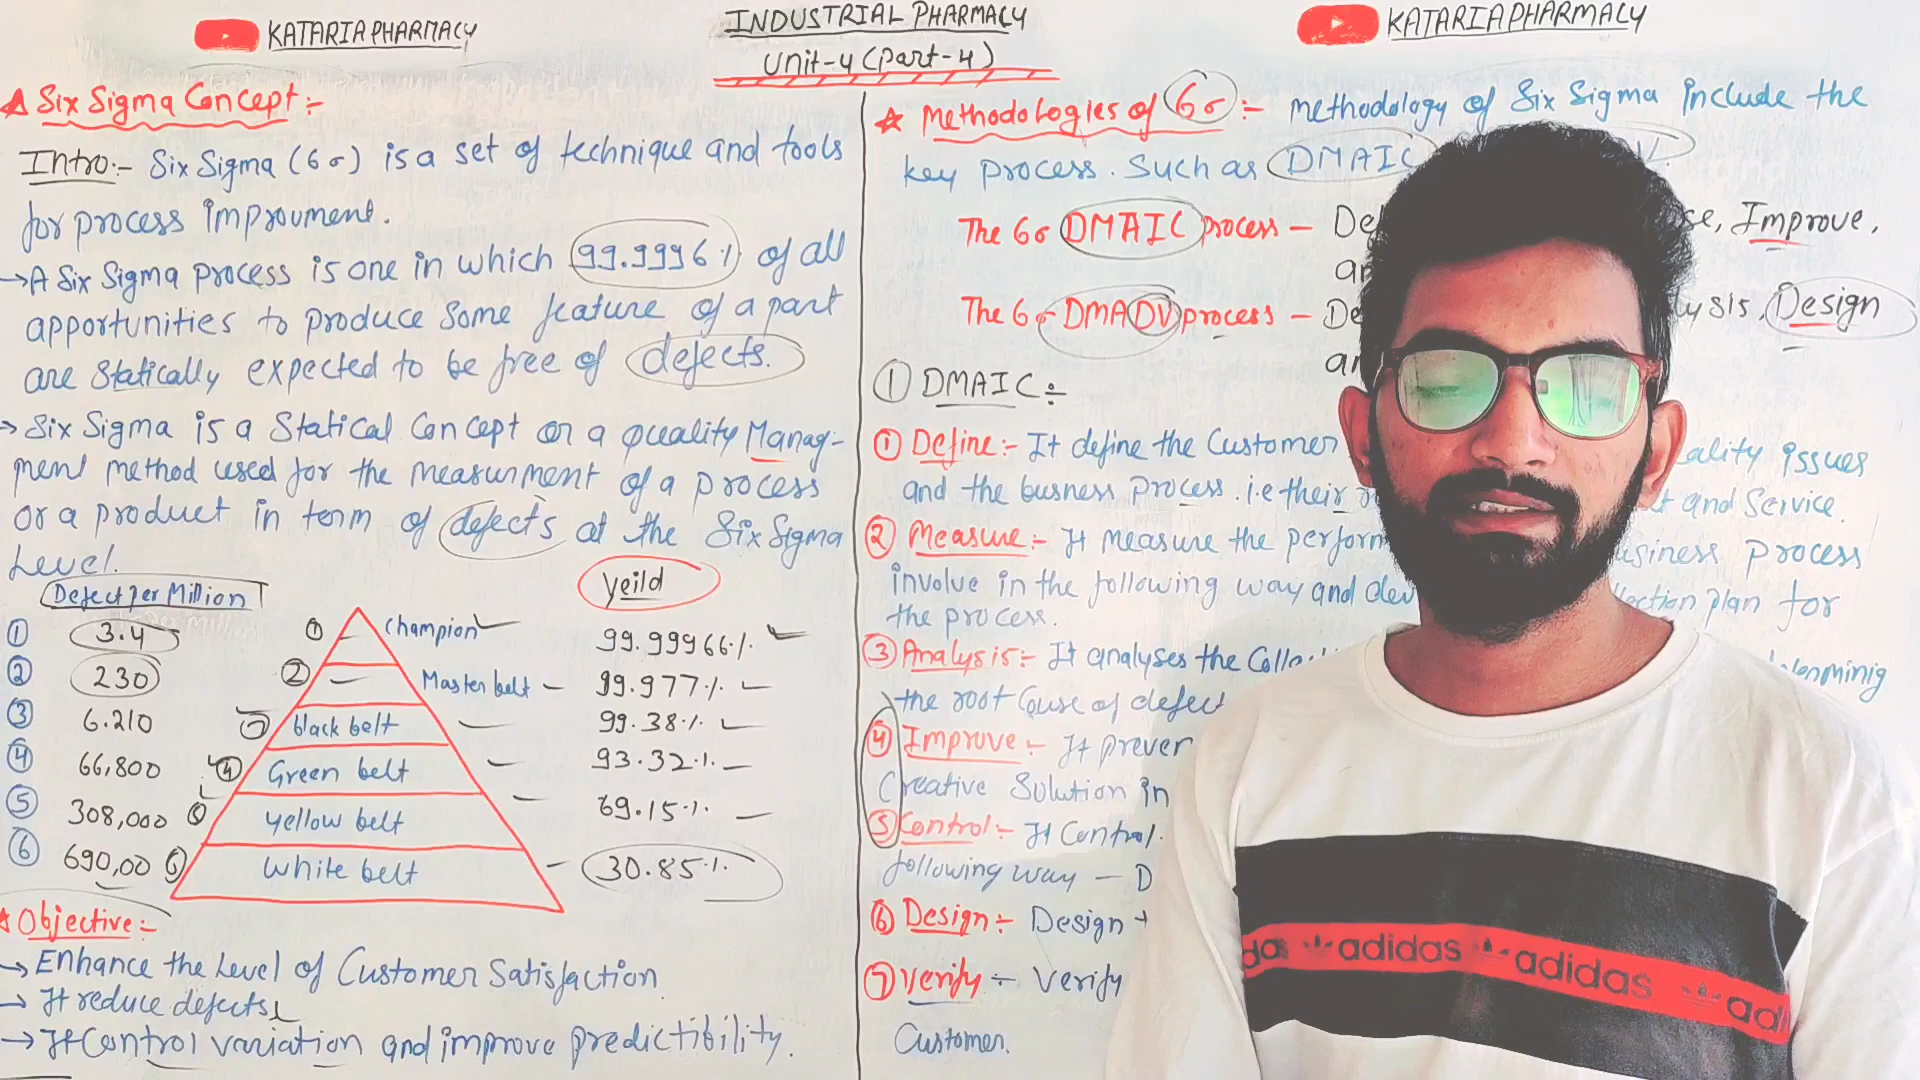 KATARIA PHARMACY
INDUSTRIAL PHARMACY
Unit-4 (Part-4)
KATARIA PHARMACY
Six Sigma Concept:-
Intro:- Six Sigma (6σ) is a set of technique and tools
for process improvment.
→ A Six Sigma process is one in which 99.9996% of all
apportunities to produce some feature of a part
are statically expected to be free of defects.
→ Six Sigma is a statical concept or a quality Manag-
ment method used for the measurment of a process
or a product in term of defects at the Six Sigma
Level.
Defect per Million
yeild
① 3.4
① Champion
99.99966%
② 230
② Master belt
99.977%
③ 6.210
③ black belt
99.38%
④ 66,800
④ Green belt
93.32%
⑤ 308,000
yellow belt
69.15%
⑥ 690,00
⑥ White belt
30.85%
Objective:-
→ Enhance the Level of Customer Satisfaction
→ It reduce defects
→ It Control variation and improve predictibility.
Methodologies of 6σ:- methodology of Six Sigma include the
key process. Such as DMAIC
The 6σ DMAIC process - Improve,
The 6σ DMADV process - Design
① DMAIC:-
① Define:- It define the Customer issues
and the busness process. i.e their and Service.
② Measure:- It measure the process
involve in the following way and plan for
the process.
③ Analysis:- It analyses the
the root Couse of defect
④ Improve:- It
Creative Solution in
⑤ Control:- It Control.
following way -
⑥ Design:- Design
⑦ Verify:- Verify
Customer.
adidas
adidas